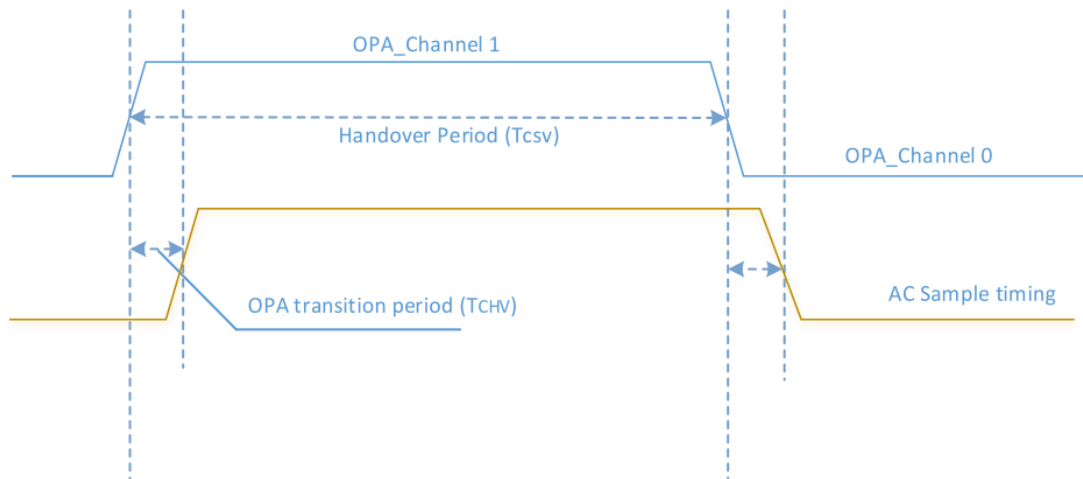 OPA_Channel 1
Handover Period (Tcsv)
OPA_Channel 0
OPA transition period (TCHV)
AC Sample timing